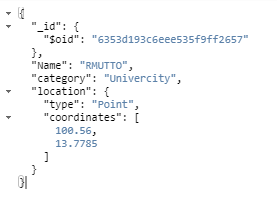 {
"_id": {
"$oid": "6353d193c6eee535f9ff2657"
},
"Name": "RMUTTO",
"category": "Univercity",
"location": {
"type": "Point",
"coordinates": [
100.56,
13.7785
]
}
}